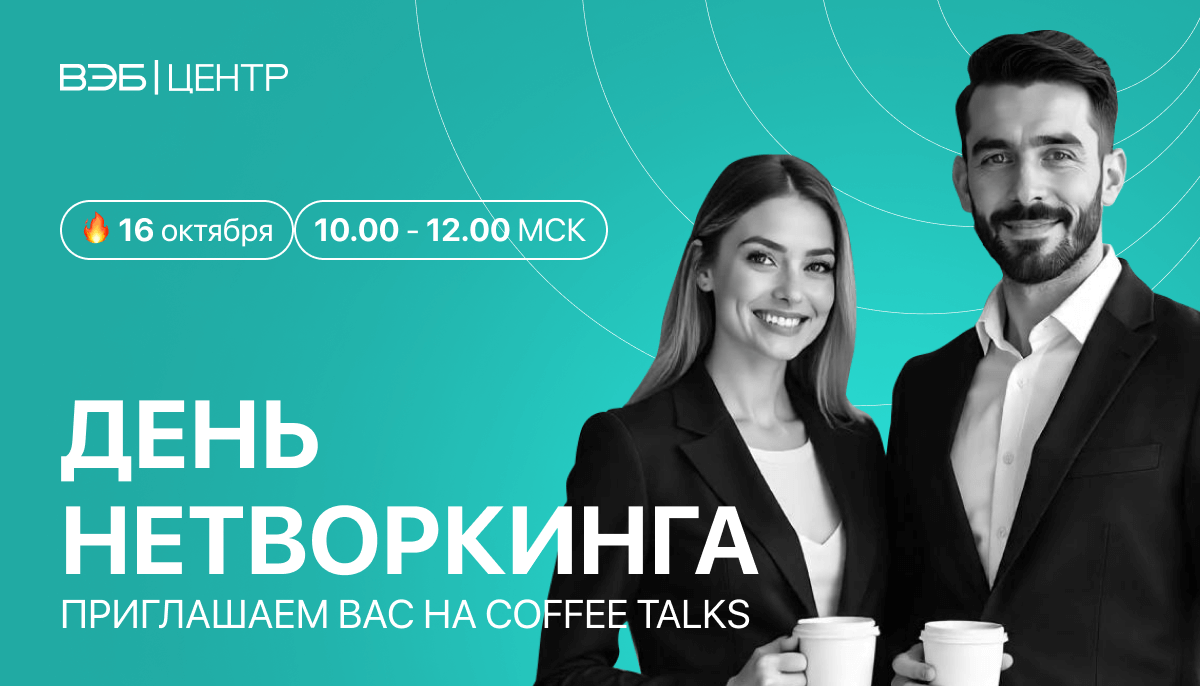 ВЭБ|ЦЕНТР
🔥 16 октября 10.00 - 12.00 МСК
ДЕНЬ
НЕТВОРКИНГА
ПРИГЛАШАЕМ ВАС НА COFFEE TALKS